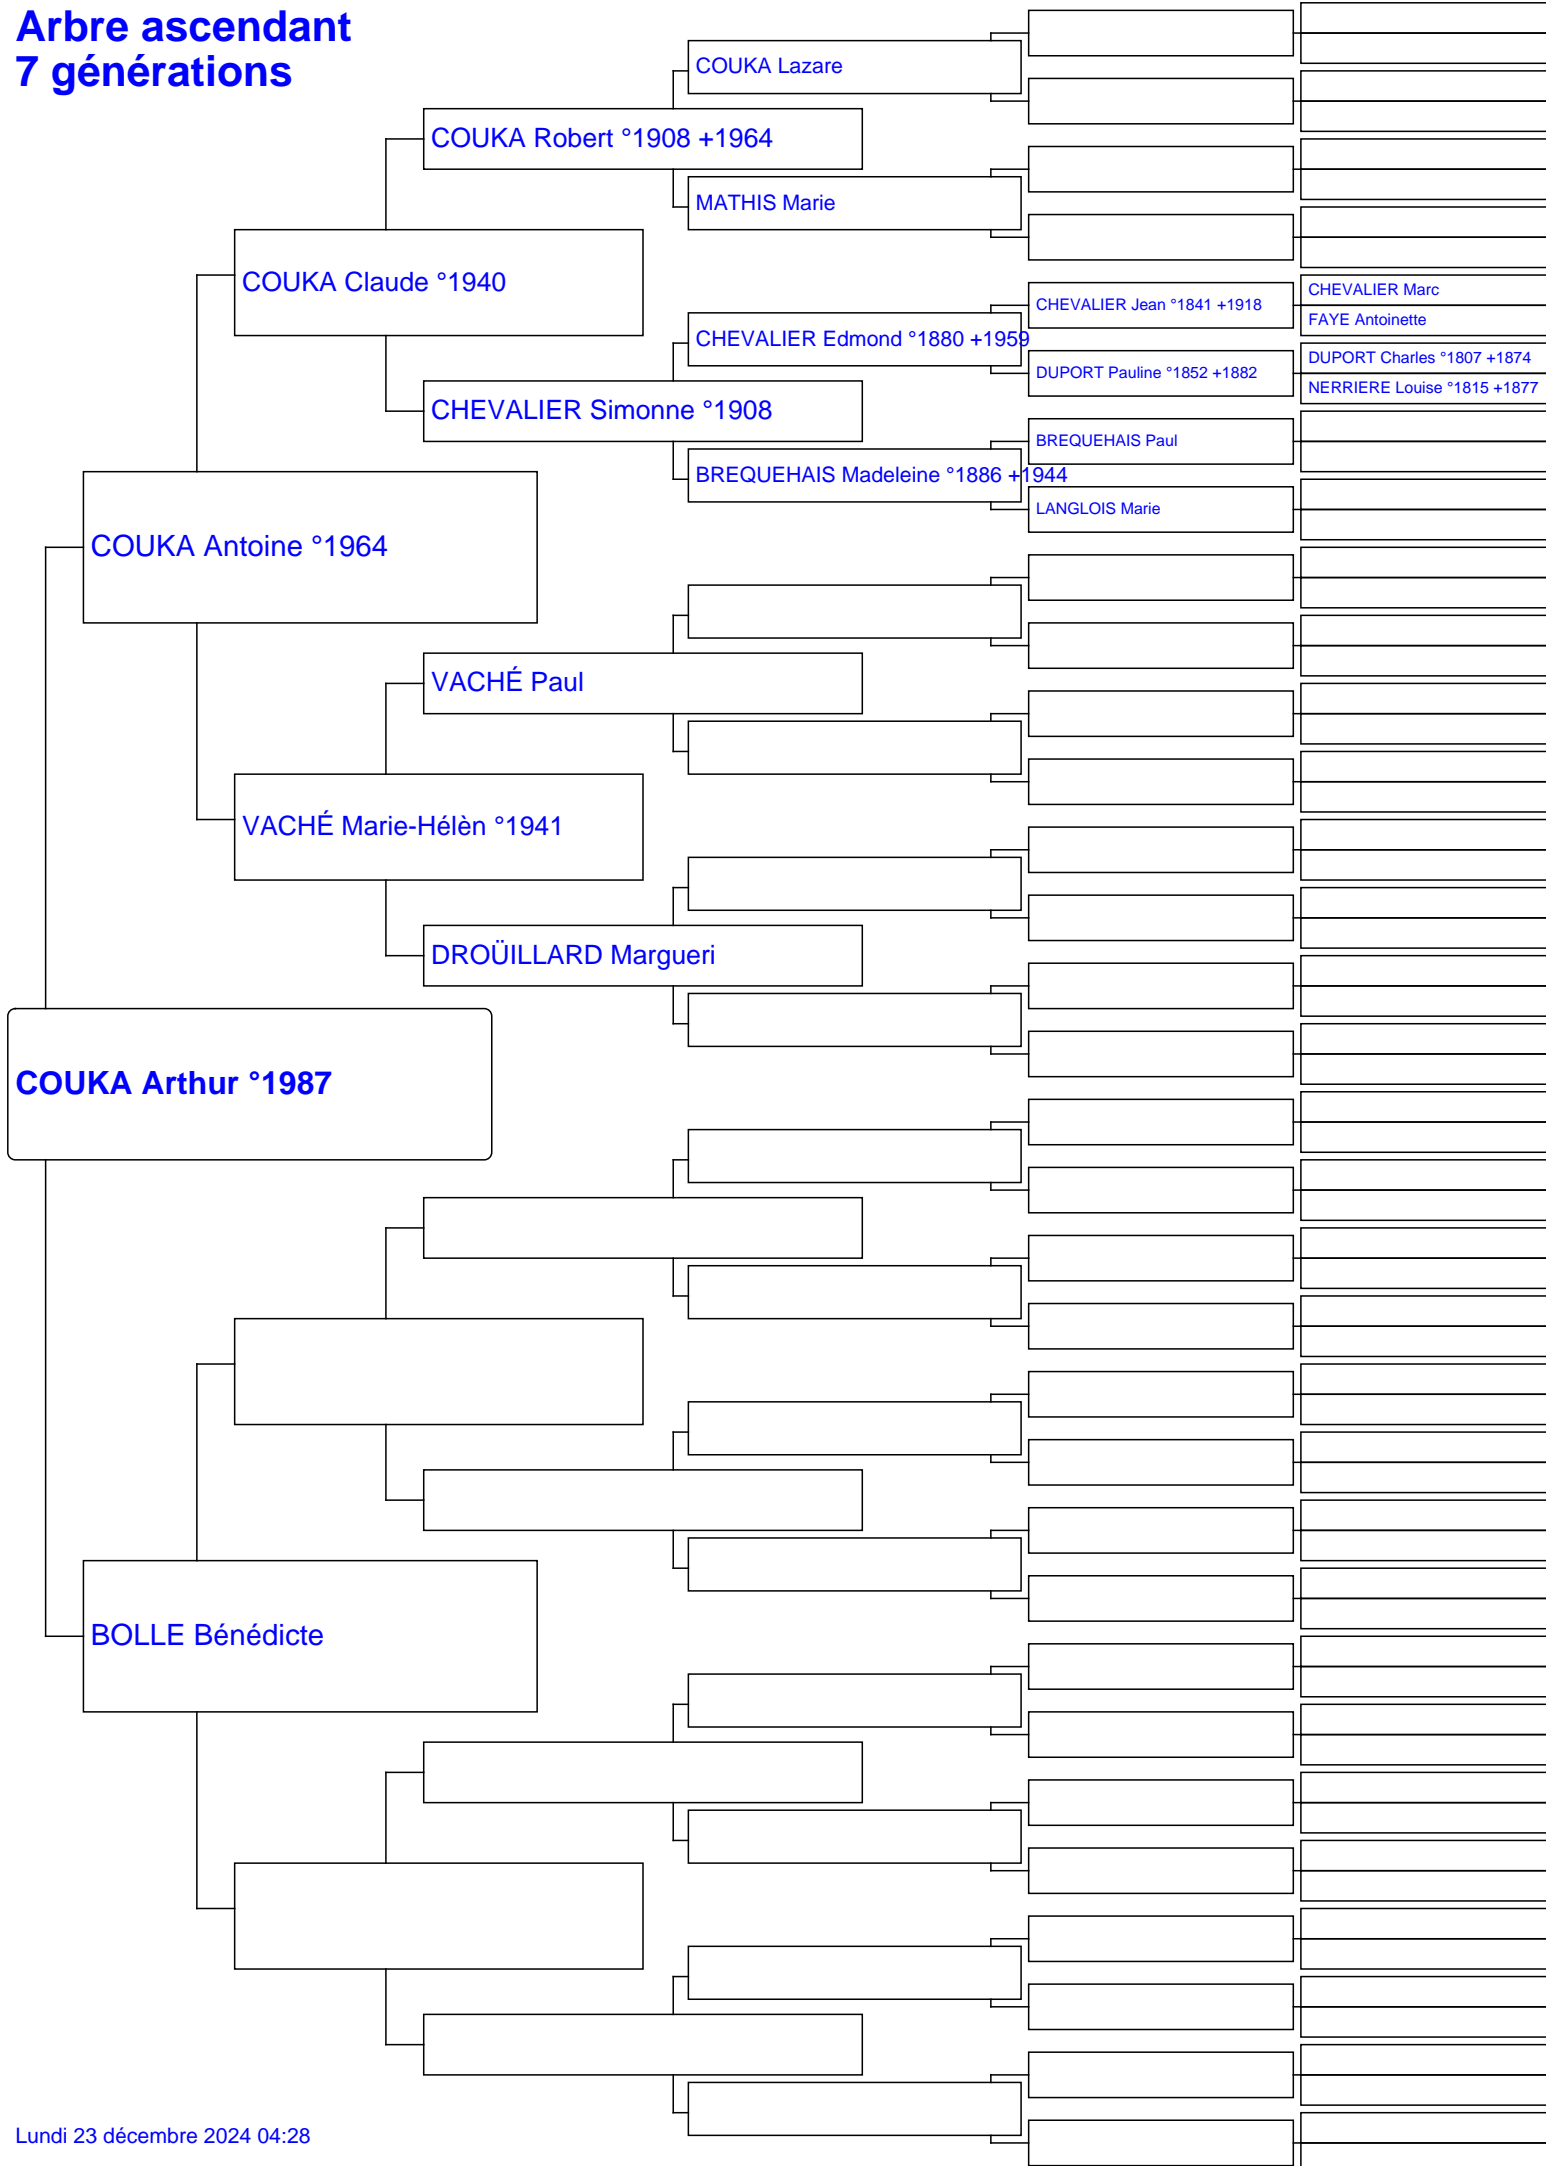 Arbre ascendant
7 générations
COUKA Lazare
COUKA Robert °1908 +1964
MATHIS Marie
COUKA Claude °1940
CHEVALIER Marc
CHEVALIER Jean °1841 +1918
FAYE Antoinette
CHEVALIER Edmond °1880 +1959
DUPORT Charles °1807 +1874
DUPORT Pauline °1852 +1882
NERRIERE Louise °1815 +1877
CHEVALIER Simonne °1908
BREQUEHAIS Paul
BREQUEHAIS Madeleine °1886 +1944
LANGLOIS Marie
COUKA Antoine °1964
VACHÉ Paul
VACHÉ Marie-Hélèn °1941
DROÜILLARD Margueri
COUKA Arthur °1987
BOLLE Bénédicte
Lundi 23 décembre 2024 04:28